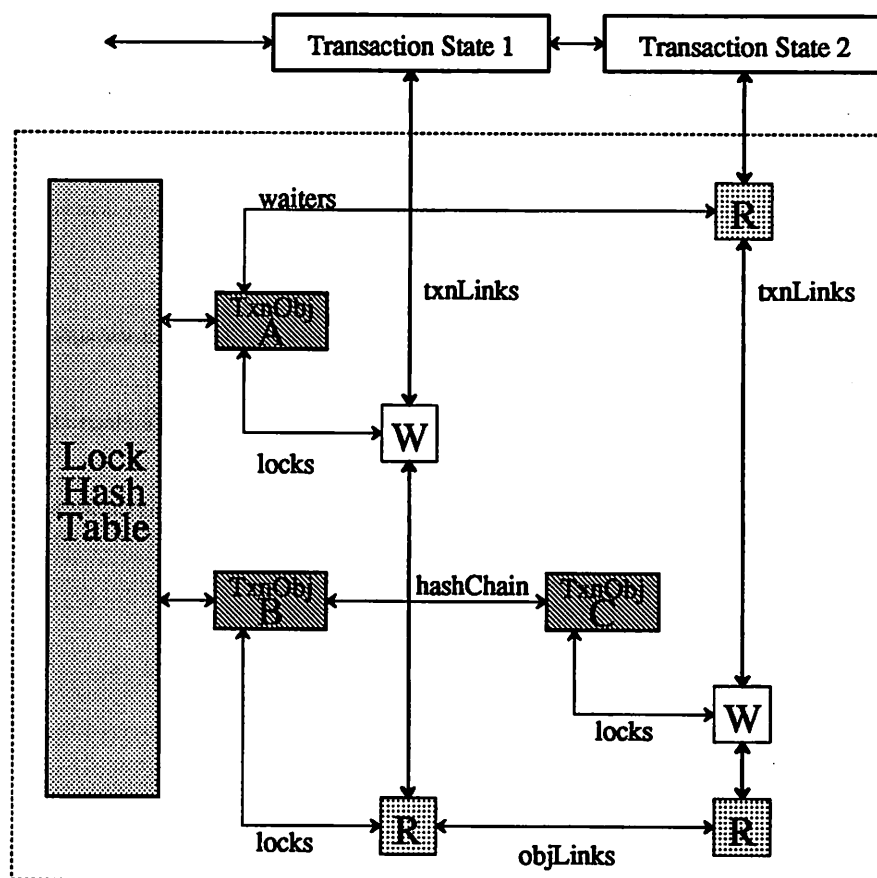 Transaction State 1
Transaction State 2
waiters
R
txnLinks
txnLinks
TxnObj
A
W
locks
Lock
Hash
Table
TxnObj
B
hashChain
TxnObj
C
W
locks
R
locks
objLinks
R